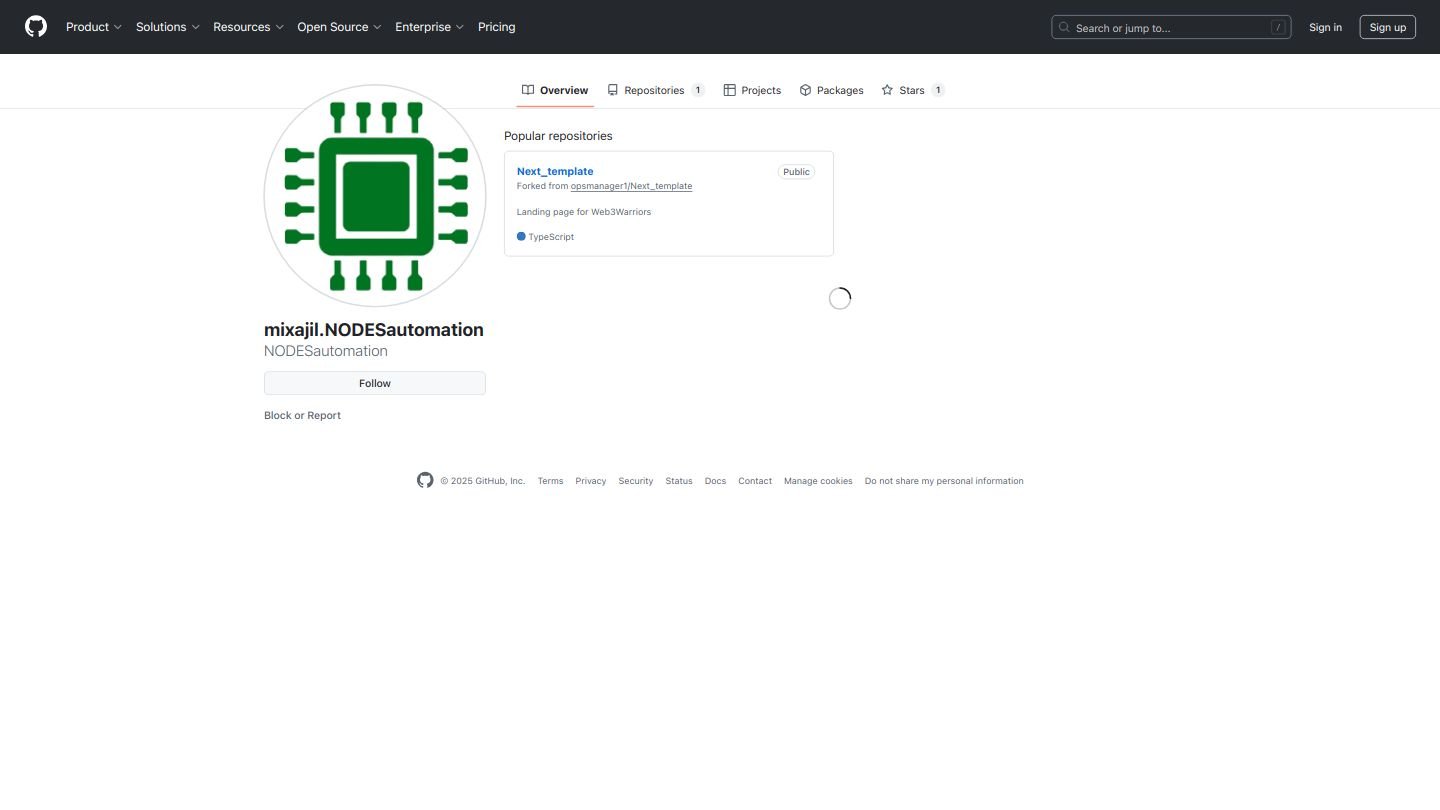 Product Solutions Resources Open Source Enterprise Pricing Search or jump to... / Sign in Sign up
Overview Repositories 1 Projects Packages Stars 1
Popular repositories
Next_template Public
Forked from opsmanager1/Next_template
Landing page for Web3Warriors
TypeScript
mixajil.NODESautomation
NODESautomation
Follow
Block or Report
© 2025 GitHub, Inc. Terms Privacy Security Status Docs Contact Manage cookies Do not share my personal information